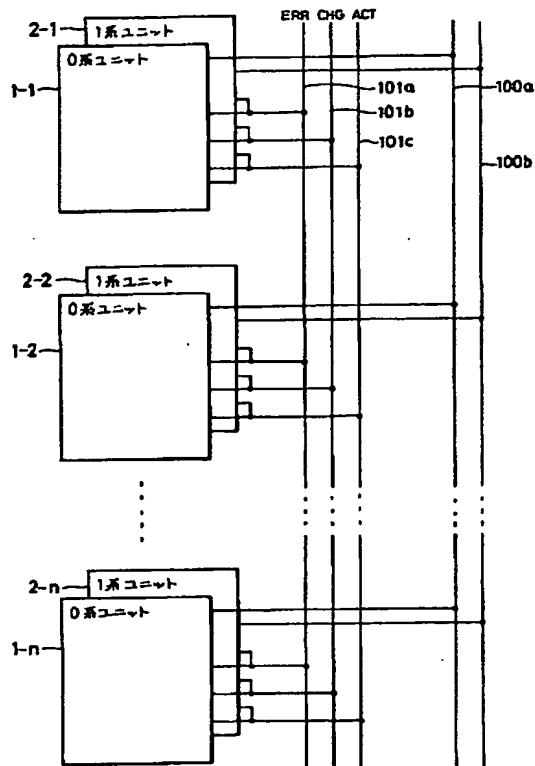 ERR CHG ACT
2-1
1系ユニット
0系ユニット
1-1
101a
100a
101b
101c
100b
2-2
1系ユニット
0系ユニット
1-2
2-n
1系ユニット
0系ユニット
1-n